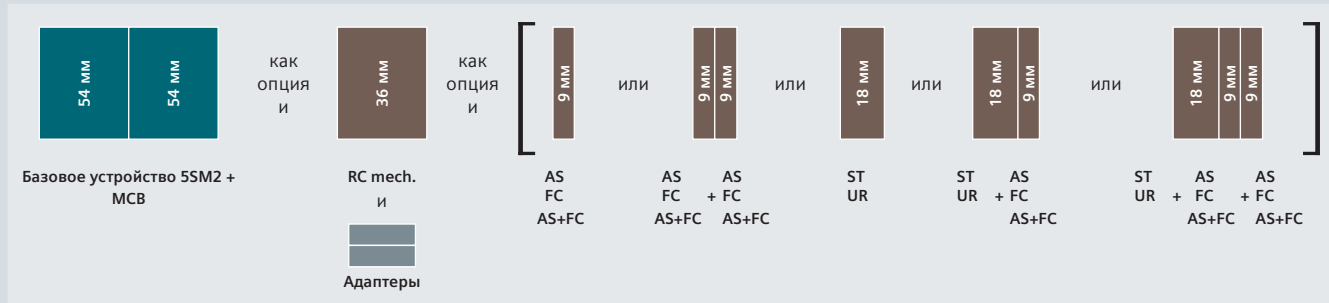 54 мм
54 мм
как
опция
и
36 мм
как
опция
и
9 мм
или
9 мм
9 мм
или
18 мм
или
18 мм
9 мм
или
18 мм
9 мм
9 мм
Базовое устройство 5SM2 +
MCB
RC mech.
и
Адаптеры
AS
FC
AS+FC
AS AS
FC + FC
AS+FC AS+FC
ST
UR
ST AS
UR + FC
AS+FC
ST AS AS
UR + FC + FC
AS+FC AS+FC